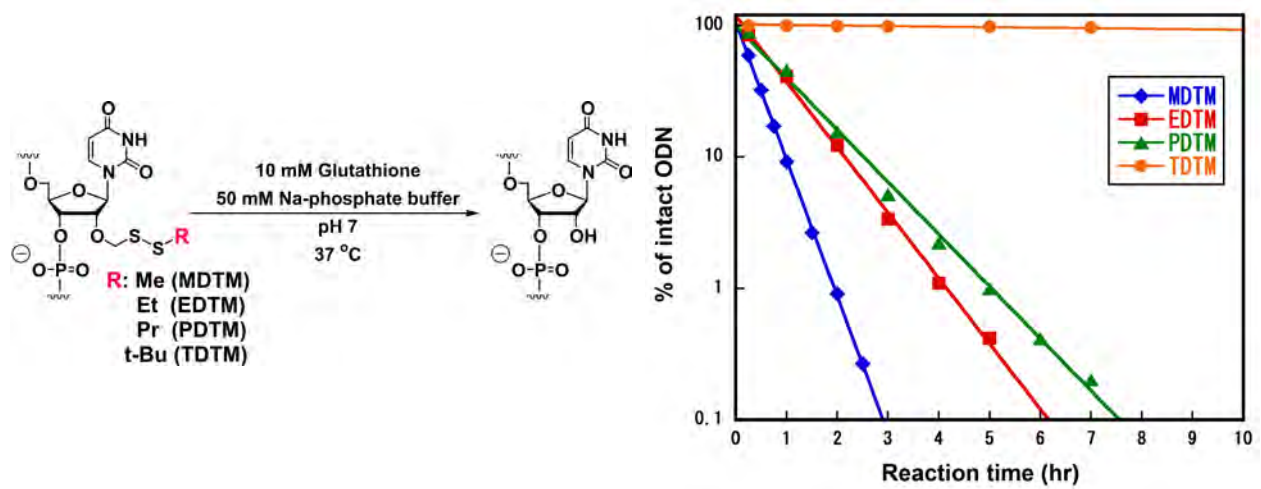 O
NH
N
O
O
O
O
O
O-P=O
O
S
S
R
10 mM Glutathione
50 mM Na-phosphate buffer
pH 7
37 °C
O
NH
N
O
O
O
O
OH
O-P=O
R: Me (MDTM)
Et (EDTM)
Pr (PDTM)
t-Bu (TDTM)
% of intact ODN
100
10
1
0.1
MDTM
EDTM
PDTM
TDTM
0 1 2 3 4 5 6 7 8 9 10
Reaction time (hr)